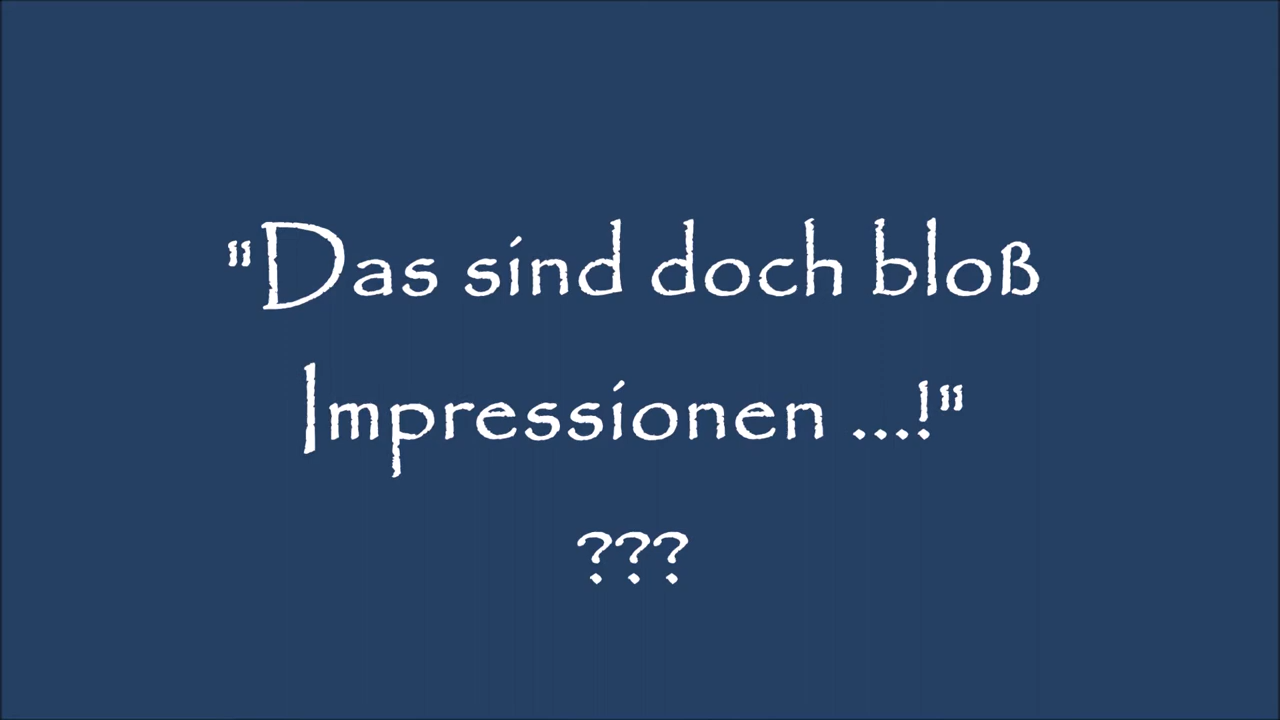 "Das sind doch bloß
Impressionen ...!"
???